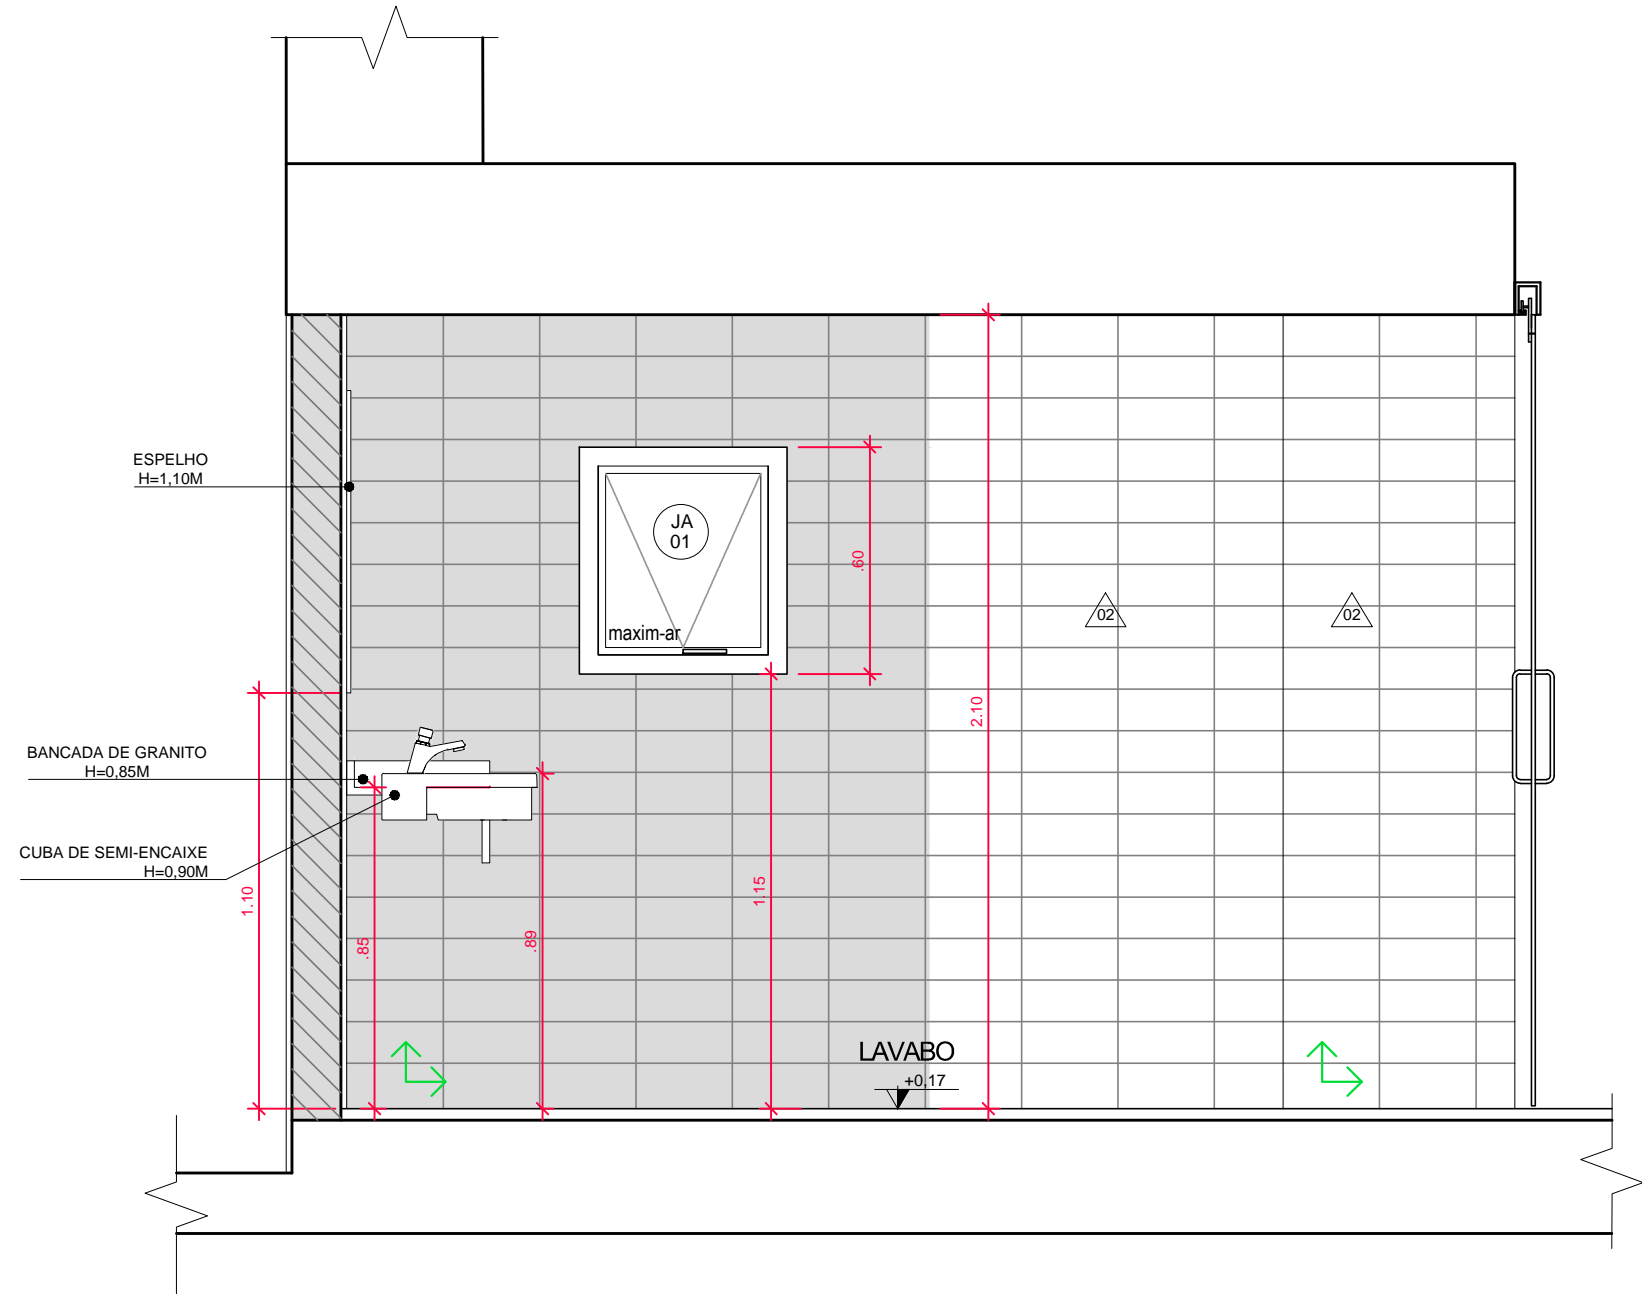 ESPELHO
H=1,10M
JA
01
maxim-ar
.60
02
02
2.10
BANCADA DE GRANITO
H=0,85M
CUBA DE SEMI-ENCAIXE
H=0,90M
1.10
.85
.89
1.15
LAVABO
+0,17